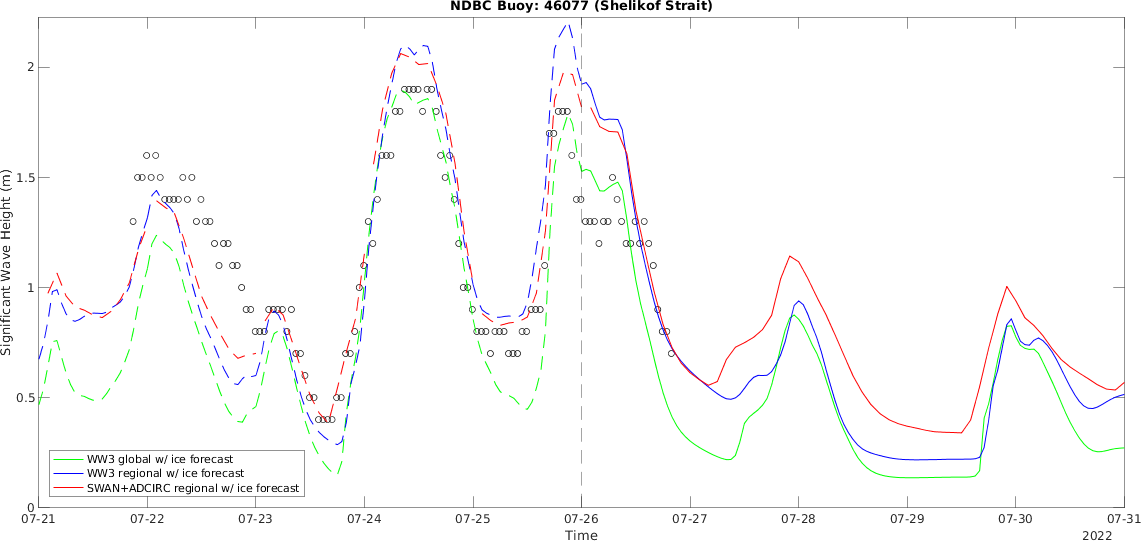 NDBC Buoy: 46077 (Shelikof Strait)
Significant Wave Height (m)
2
1.5
1
0.5
0
WW3 global w/ ice forecast
WW3 regional w/ ice forecast
SWAN+ADCIRC regional w/ ice forecast
07-21 07-22 07-23 07-24 07-25 07-26 07-27 07-28 07-29 07-30 07-31
Time
2022